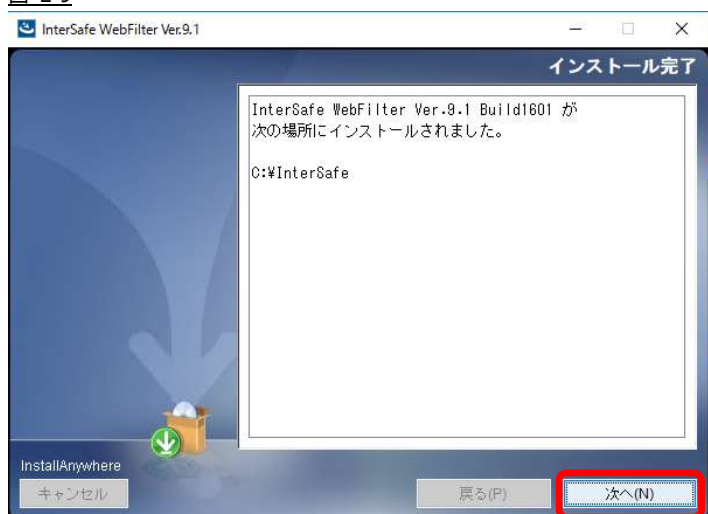 InterSafe WebFilter Ver.9.1
インストール完了
InterSafe WebFilter Ver.9.1 Build1601 が
次の場所にインストールされました。
C:¥InterSafe
InstallAnywhere
キャンセル
戻る(P)
次へ(N)